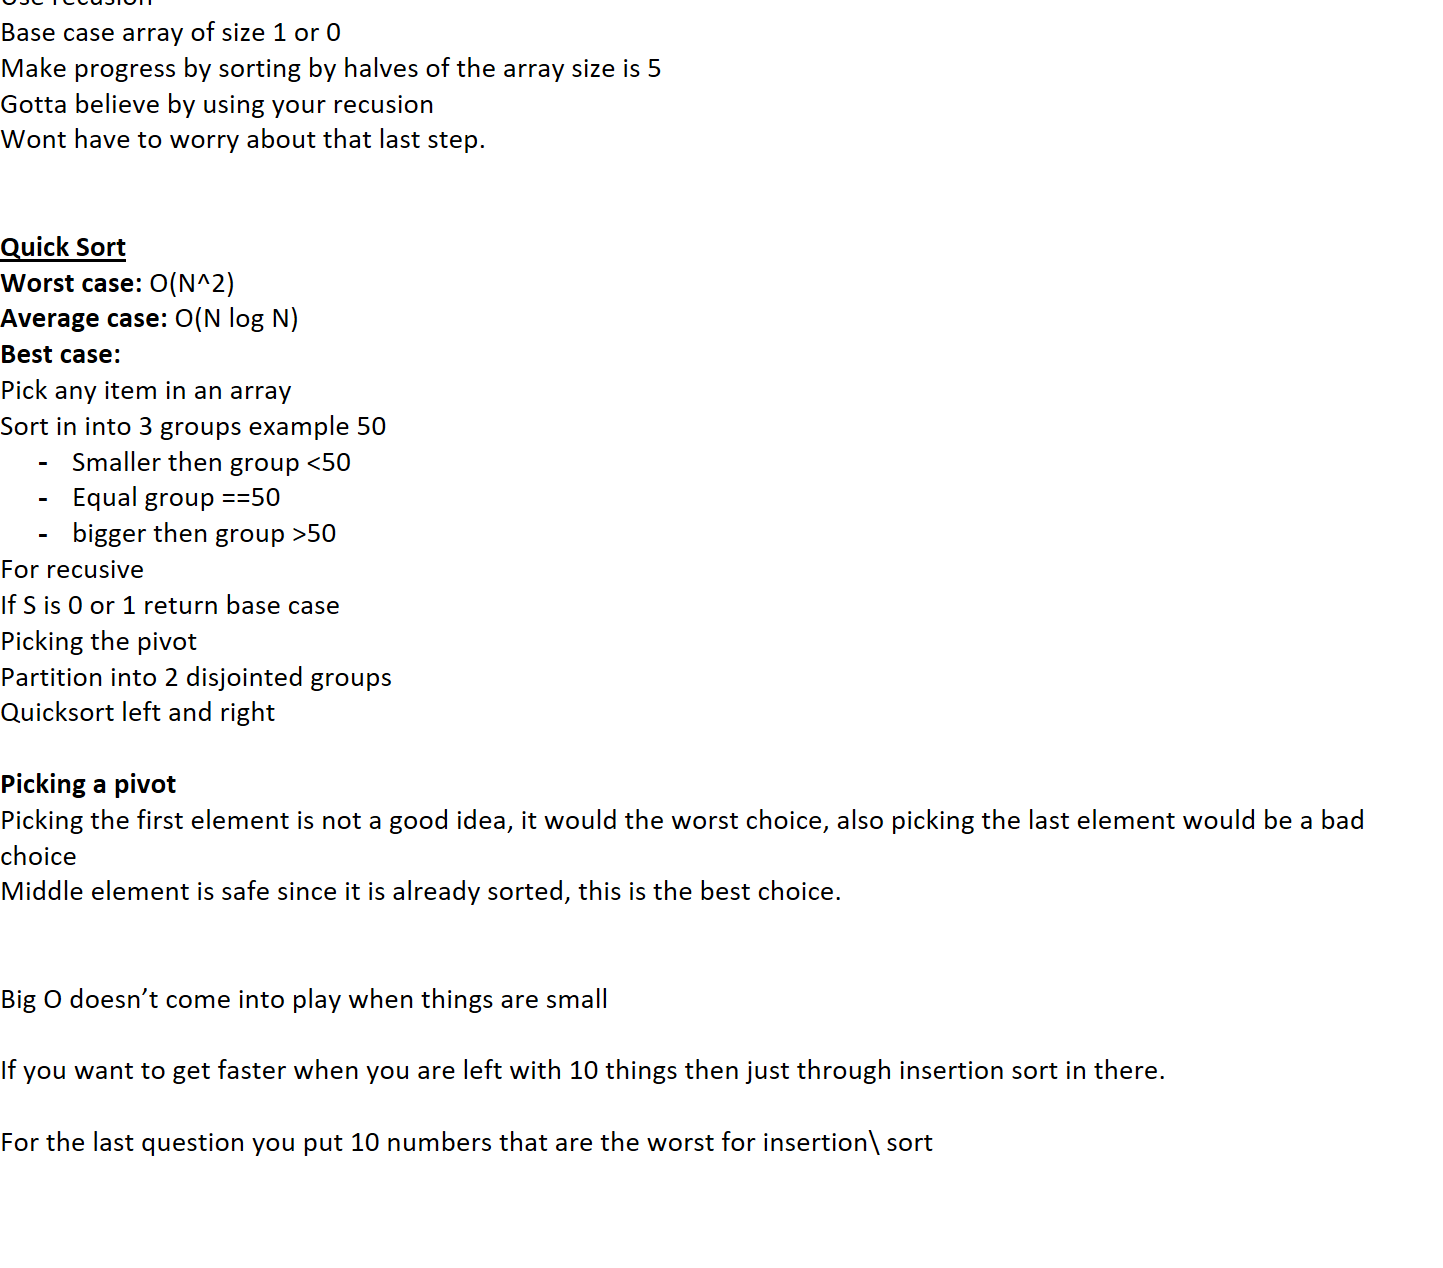 Use recusion
Base case array of size 1 or 0
Make progress by sorting by halves of the array size is 5
Gotta believe by using your recusion
Wont have to worry about that last step.
Quick Sort
Worst case: O(N^2)
Average case: O(N log N)
Best case:
Pick any item in an array
Sort in into 3 groups example 50
- Smaller then group <50
- Equal group ==50
- bigger then group >50
For recusive
If S is 0 or 1 return base case
Picking the pivot
Partition into 2 disjointed groups
Quicksort left and right
Picking a pivot
Picking the first element is not a good idea, it would the worst choice, also picking the last element would be a bad
choice
Middle element is safe since it is already sorted, this is the best choice.
Big O doesn’t come into play when things are small
If you want to get faster when you are left with 10 things then just through insertion sort in there.
For the last question you put 10 numbers that are the worst for insertion\ sort